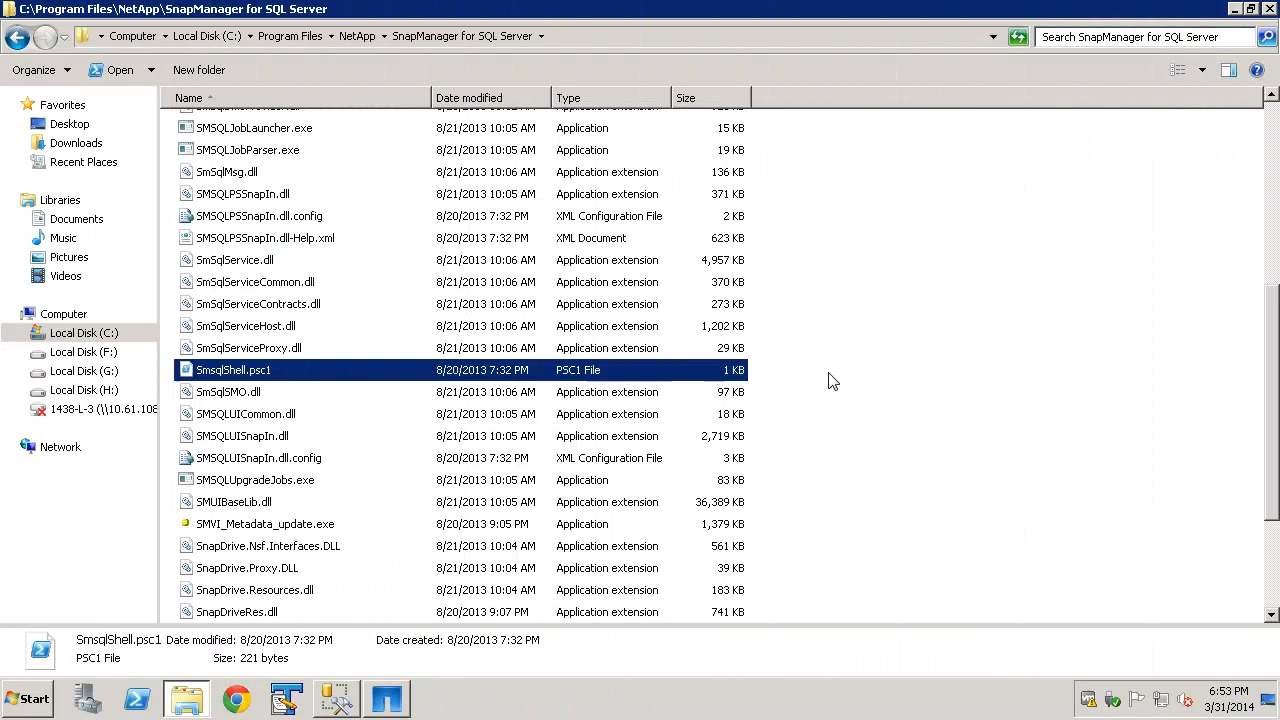 C:\Program Files\NetApp\SnapManager for SQL Server
Computer Local Disk (C:) Program Files NetApp SnapManager for SQL Server Search SnapManager for SQL Server
Organize Open New folder
Name Date modified Type Size
SMSQLJobLauncher.exe 8/21/2013 10:05 AM Application 15 KB
SMSQLJobParser.exe 8/21/2013 10:05 AM Application 19 KB
SmSqlMsg.dll 8/21/2013 10:06 AM Application extension 136 KB
SMSQLPSSnapIn.dll 8/21/2013 10:05 AM Application extension 371 KB
SMSQLPSSnapIn.dll.config 8/20/2013 7:32 PM XML Configuration File 2 KB
SMSQLPSSnapIn.dll-Help.xml 8/20/2013 7:32 PM XML Document 623 KB
SmSqlService.dll 8/21/2013 10:06 AM Application extension 4,957 KB
SmSqlServiceCommon.dll 8/21/2013 10:06 AM Application extension 370 KB
SmSqlServiceContracts.dll 8/21/2013 10:06 AM Application extension 273 KB
SmSqlServiceHost.dll 8/21/2013 10:06 AM Application extension 1,202 KB
SmSqlServiceProxy.dll 8/21/2013 10:06 AM Application extension 29 KB
SmsqlShell.psc1 8/20/2013 7:32 PM PSC1 File 1 KB
SmSqlSMO.dll 8/21/2013 10:06 AM Application extension 97 KB
SMSQLUICommon.dll 8/21/2013 10:05 AM Application extension 18 KB
SMSQLUISnapIn.dll 8/21/2013 10:05 AM Application extension 2,719 KB
SMSQLUISnapIn.dll.config 8/20/2013 7:32 PM XML Configuration File 3 KB
SMSQLUpgradeJobs.exe 8/21/2013 10:05 AM Application 83 KB
SMUIBaseLib.dll 8/21/2013 10:05 AM Application extension 36,389 KB
SMVI_Metadata_update.exe 8/20/2013 9:05 PM Application 1,379 KB
SnapDrive.Nsf.Interfaces.DLL 8/21/2013 10:04 AM Application extension 561 KB
SnapDrive.Proxy.DLL 8/21/2013 10:04 AM Application extension 39 KB
SnapDrive.Resources.dll 8/21/2013 10:04 AM Application extension 183 KB
SnapDriveRes.dll 8/20/2013 9:07 PM Application extension 741 KB
Favorites
Desktop
Downloads
Recent Places
Libraries
Documents
Music
Pictures
Videos
Computer
Local Disk (C:)
Local Disk (F:)
Local Disk (G:)
Local Disk (H:)
1438-L-3 (\\10.61.108
Network
SmsqlShell.psc1 Date modified: 8/20/2013 7:32 PM Date created: 8/20/2013 7:32 PM
PSC1 File Size: 221 bytes
Start 6:53 PM
3/31/2014